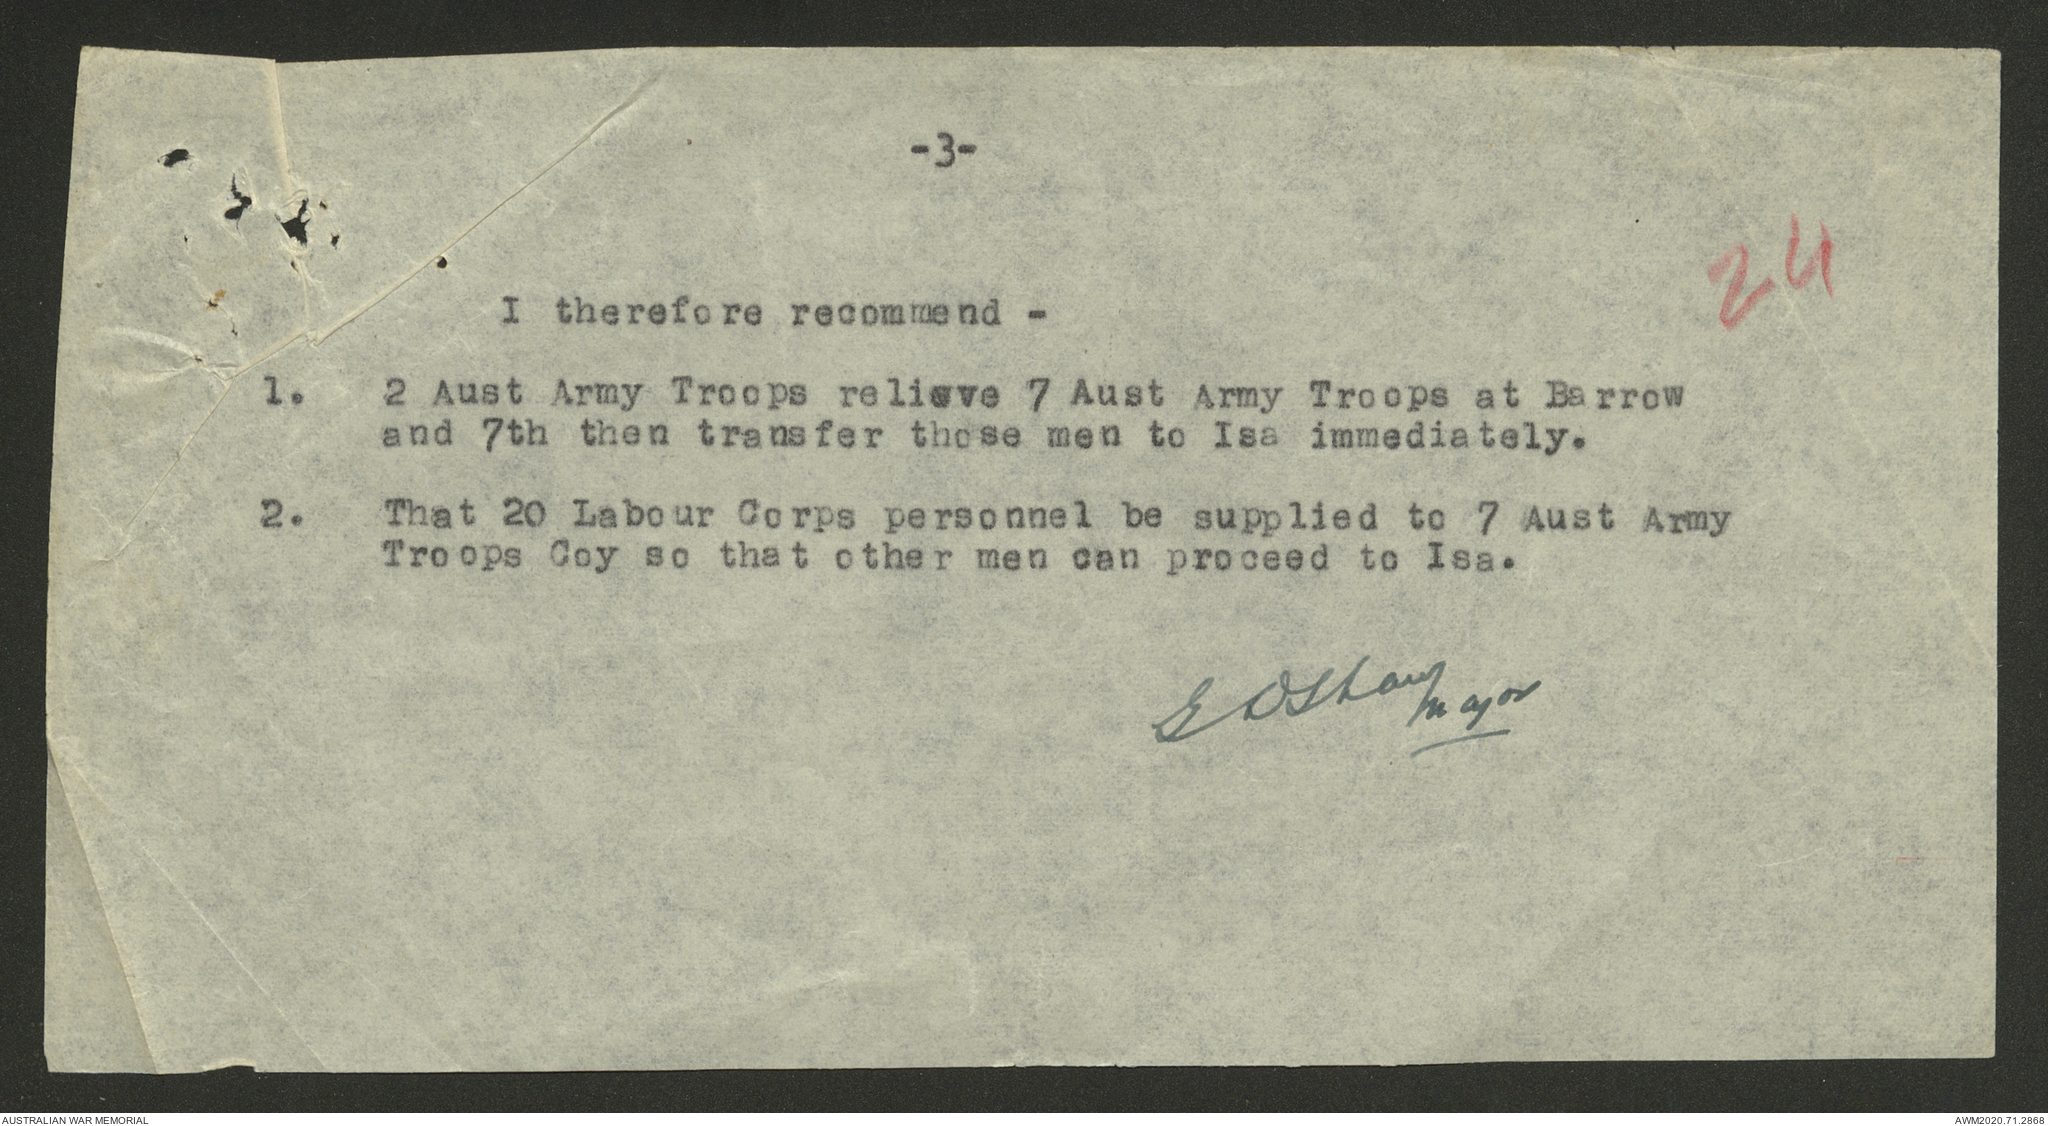 -3-
24
I therefore recommend -
1. 2 Aust Army Troops relieve 7 Aust Army Troops at Barrow
and 7th then transfer those men to Isa immediately.
2. That 20 Labour Corps personnel be supplied to 7 Aust Army
Troops Coy so that other men can proceed to Isa.
G D Shaw
Major
AUSTRALIAN WAR MEMORIAL
AWM2020.71.2868